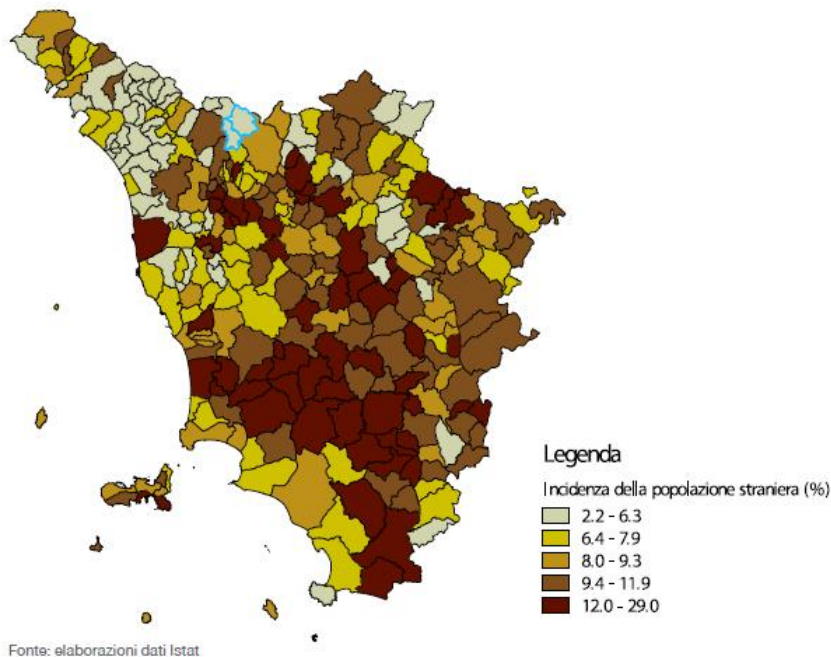 Legenda
Incidenza della popolazione straniera (%)
2.2 - 6.3
6.4 - 7.9
8.0 - 9.3
9.4 - 11.9
12.0 - 29.0
Fonte: elaborazioni dati Istat